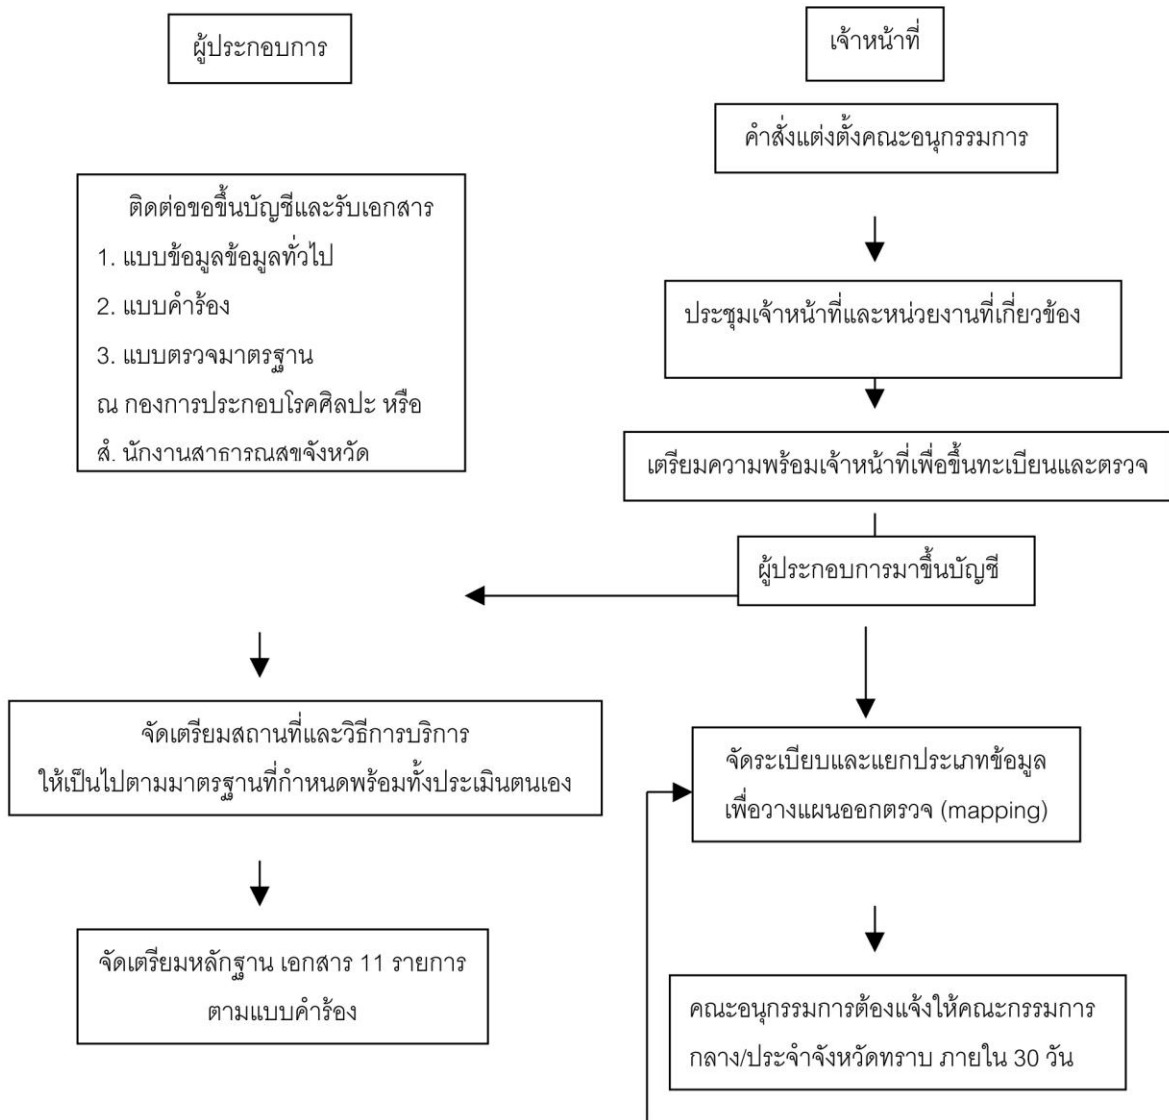 ผู้ประกอบการ
เจ้าหน้าที่
คำสั่งแต่งตั้งคณะอนุกรรมการ
ติดต่อขอขึ้นบัญชีและรับเอกสาร
1. แบบข้อมูลข้อมูลทั่วไป
2. แบบคำร้อง
3. แบบตรวจมาตรฐาน
ณ กองการประกอบโรคศิลปะ หรือ
สํ. นักงานสาธารณสุขจังหวัด
ประชุมเจ้าหน้าที่และหน่วยงานที่เกี่ยวข้อง
เตรียมความพร้อมเจ้าหน้าที่เพื่อขึ้นทะเบียนและตรวจ
ผู้ประกอบการมาขึ้นบัญชี
จัดเตรียมสถานที่และวิธีการบริการ
ให้เป็นไปตามมาตรฐานที่กำหนดพร้อมทั้งประเมินตนเอง
จัดระเบียบและแยกประเภทข้อมูล
เพื่อวางแผนออกตรวจ (mapping)
จัดเตรียมหลักฐาน เอกสาร 11 รายการ
ตามแบบคำร้อง
คณะอนุกรรมการต้องแจ้งให้คณะกรรมการ
กลาง/ประจำจังหวัดทราบ ภายใน 30 วัน